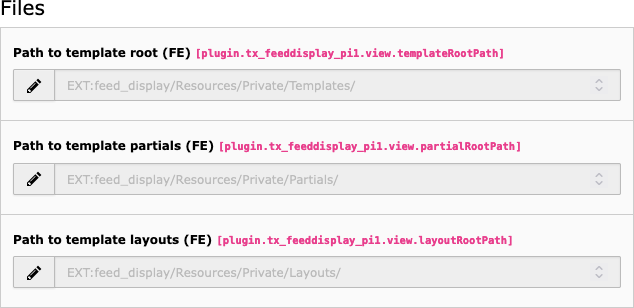 Files
Path to template root (FE) [plugin.tx_feeddisplay_pi1.view.templateRootPath]
EXT:feed_display/Resources/Private/Templates/
Path to template partials (FE) [plugin.tx_feeddisplay_pi1.view.partialRootPath]
EXT:feed_display/Resources/Private/Partials/
Path to template layouts (FE) [plugin.tx_feeddisplay_pi1.view.layoutRootPath]
EXT:feed_display/Resources/Private/Layouts/